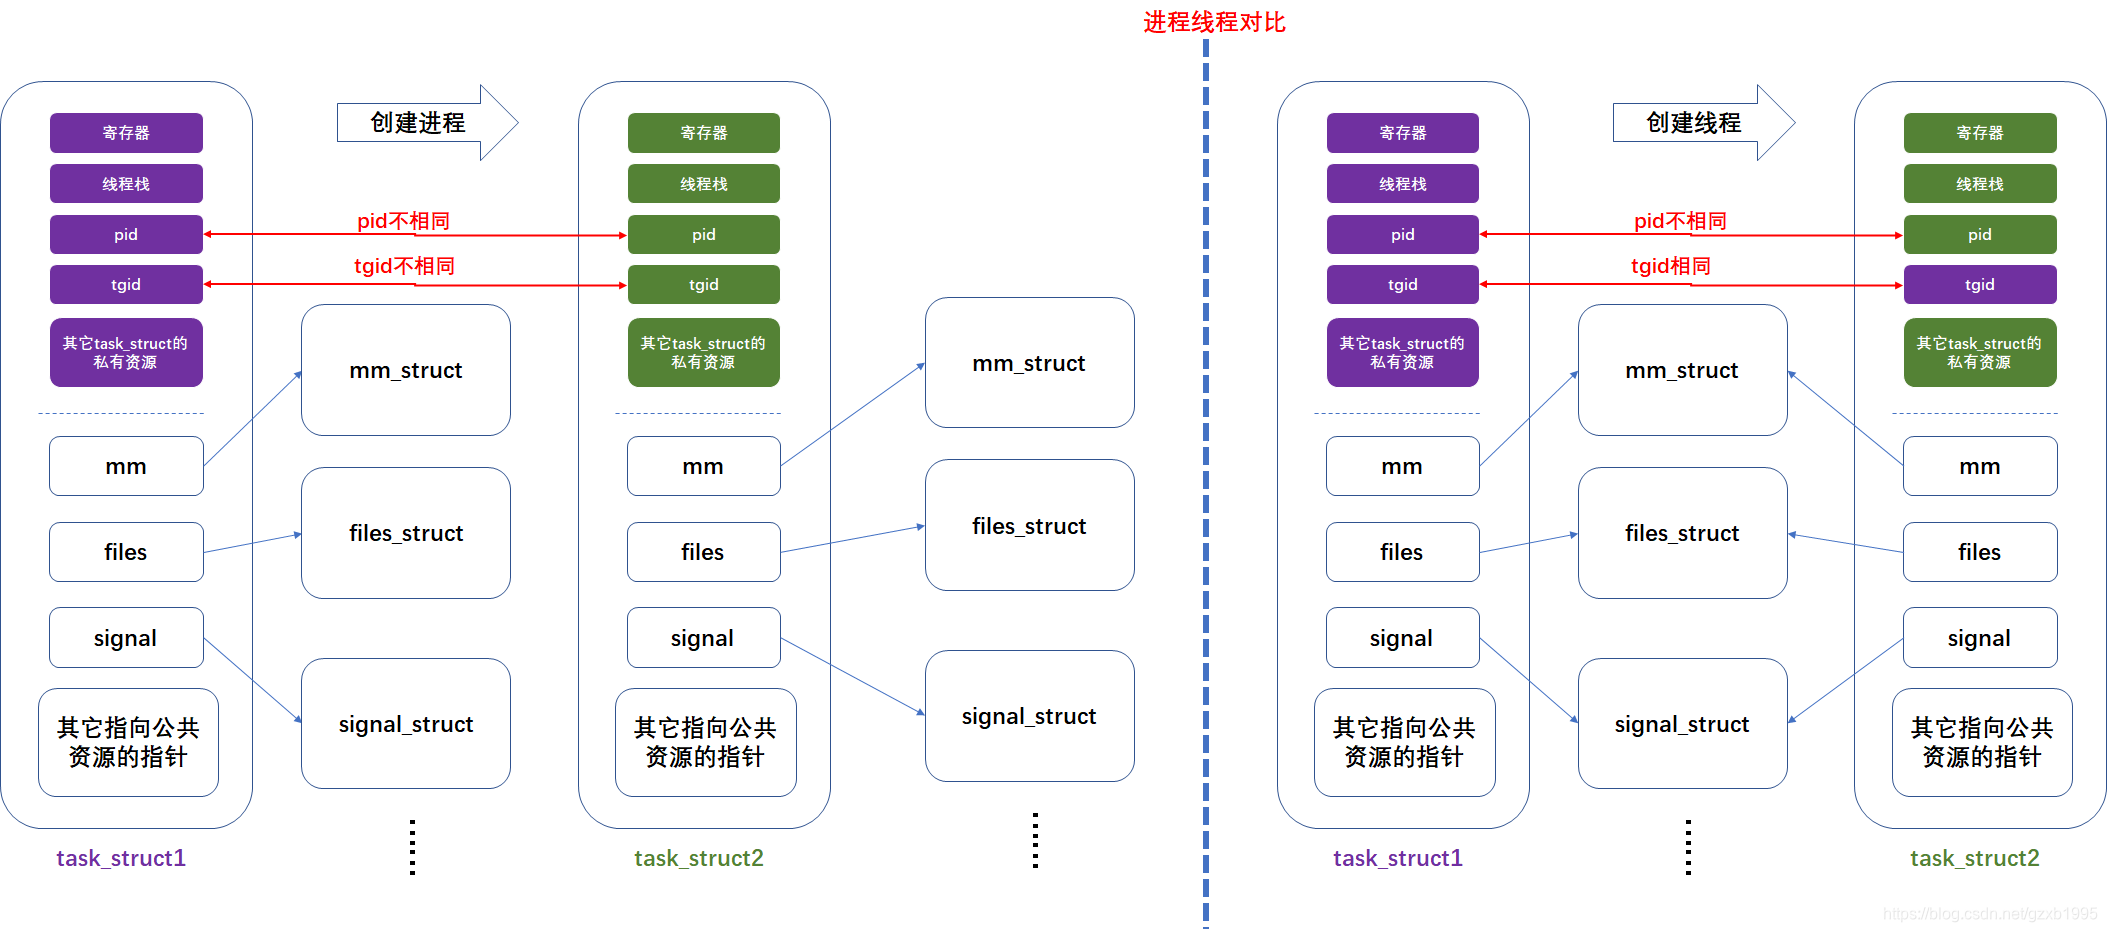 进程线程对比
创建进程
寄存器
线程栈
pid
tgid
其它task_struct的
私有资源
mm
files
signal
其它指向公共
资源的指针
task_struct1
pid不相同
tgid不相同
mm_struct
files_struct
signal_struct
寄存器
线程栈
pid
tgid
其它task_struct的
私有资源
mm
files
signal
其它指向公共
资源的指针
task_struct2
mm_struct
files_struct
signal_struct
创建线程
寄存器
线程栈
pid
tgid
其它task_struct的
私有资源
mm
files
signal
其它指向公共
资源的指针
task_struct1
pid不相同
tgid相同
mm_struct
files_struct
signal_struct
寄存器
线程栈
pid
tgid
其它task_struct的
私有资源
mm
files
signal
其它指向公共
资源的指针
task_struct2
https://blog.csdn.net/gzxb1995